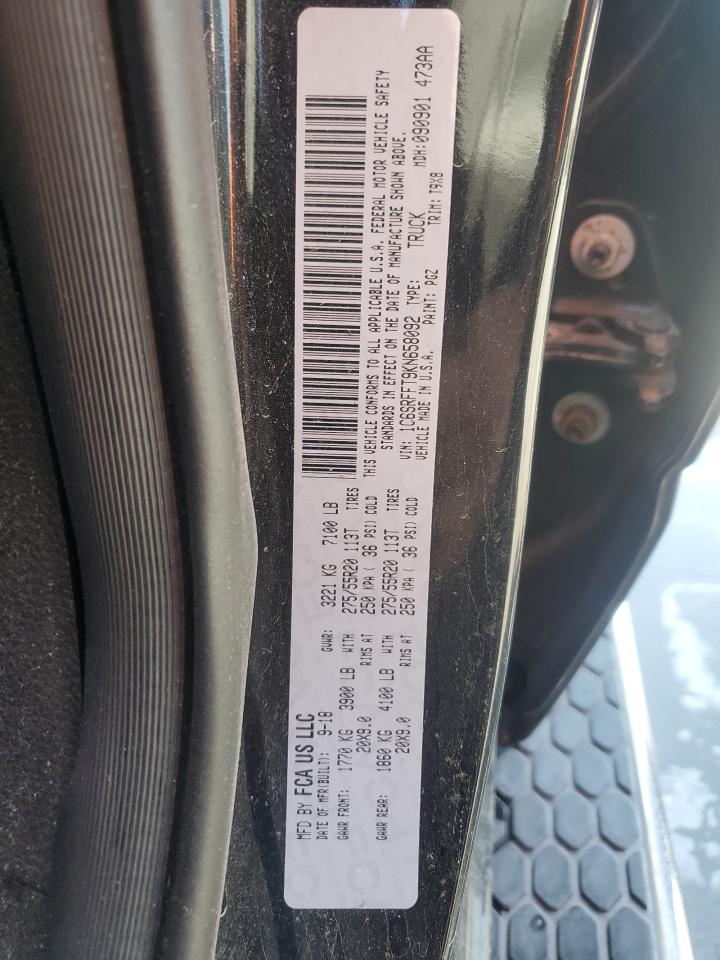 MFD BY FCA US LLC
DATE OF MFR(BUILT): 9-18 GVWR: 3221 KG 7100 LB
GAWR FRONT: 1770 KG 3900 LB WITH 275/55R20 113T TIRES
20X9.0 RIMS AT 250 KPA ( 36 PSI) COLD
GAWR REAR: 1860 KG 4100 LB WITH 275/55R20 113T TIRES
20X9.0 RIMS AT 250 KPA ( 36 PSI) COLD
THIS VEHICLE CONFORMS TO ALL APPLICABLE U.S.A. FEDERAL MOTOR VEHICLE SAFETY
STANDARDS IN EFFECT ON THE DATE OF MANUFACTURE SHOWN ABOVE.
VIN: 1C6SRFFT9KN658092 TYPE: TRUCK MDH:090901 473AA
VEHICLE MADE IN U.S.A. PAINT: PGZ TRIM: T9X8